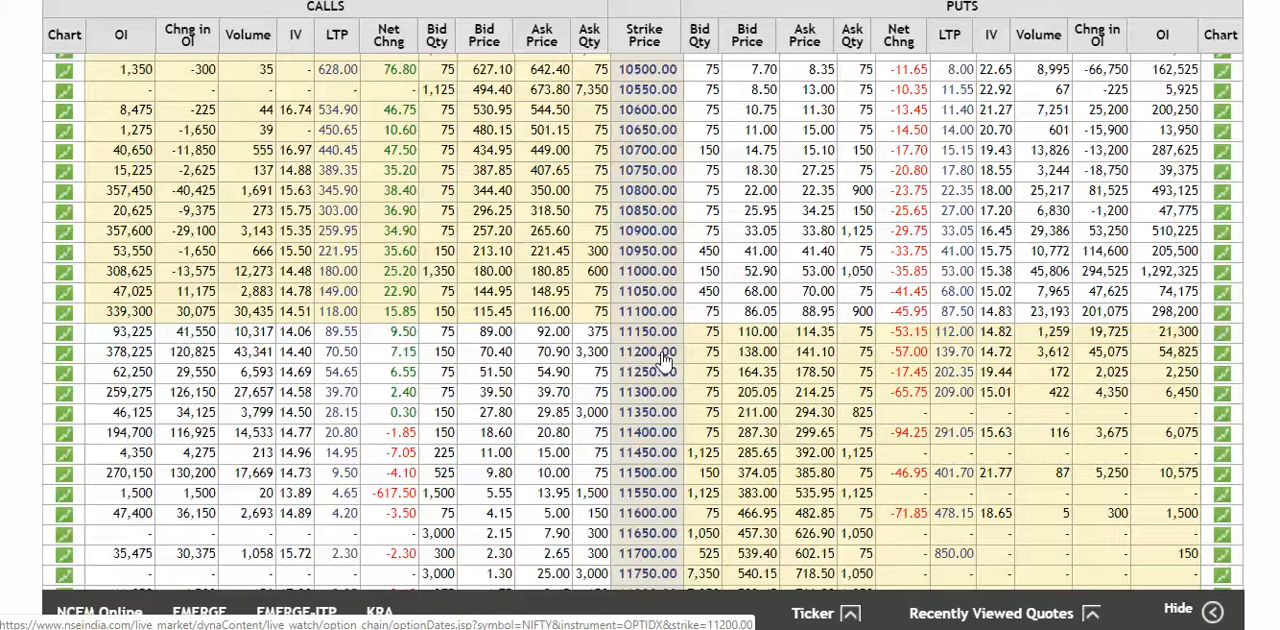 CALLS PUTS
Chart OI Chng in OI Volume IV LTP Net Chng Bid Qty Bid Price Ask Price Ask Qty Strike Price Bid Qty Bid Price Ask Price Ask Qty Net Chng LTP IV Volume Chng in OI OI Chart
1,350 -300 35 - 628.00 76.80 75 627.10 642.40 75 10500.00 75 7.70 8.35 75 -11.65 8.00 22.65 8,995 -66,750 162,525
- - - - - - 1,125 494.40 673.80 7,350 10550.00 75 8.50 13.00 75 -10.35 11.55 22.92 67 -225 5,925
8,475 -225 44 16.74 534.90 46.75 75 530.95 544.50 75 10600.00 75 10.75 11.30 75 -13.45 11.40 21.27 7,251 25,200 200,250
1,275 -1,650 39 - 450.65 10.60 75 480.15 501.15 75 10650.00 75 11.00 15.00 75 -14.50 14.00 20.70 601 -15,900 13,950
40,650 -11,850 555 16.97 440.45 47.50 75 434.95 449.00 75 10700.00 150 14.75 15.10 150 -17.70 15.15 19.43 13,826 -13,200 287,625
15,225 -2,625 137 14.88 389.35 35.20 75 387.85 407.65 75 10750.00 75 18.30 27.25 75 -20.80 17.80 18.55 3,244 -18,750 39,375
357,450 -40,425 1,691 15.63 345.90 38.40 75 344.40 350.00 75 10800.00 75 22.00 22.35 900 -23.75 22.35 18.00 25,217 81,525 493,125
20,625 -9,375 273 15.75 303.00 36.90 75 296.25 318.50 75 10850.00 75 25.95 34.25 150 -25.65 27.00 17.20 6,830 -1,200 47,775
357,600 -29,100 3,143 15.35 259.95 34.90 75 257.20 265.60 75 10900.00 75 33.05 33.80 1,125 -29.75 33.05 16.45 29,386 53,250 510,225
53,550 -1,650 666 15.50 221.95 35.60 150 213.10 221.45 300 10950.00 450 41.00 41.40 75 -33.75 41.00 15.75 10,772 114,600 205,500
308,625 -13,575 12,273 14.48 180.00 25.20 1,350 180.00 180.85 600 11000.00 150 52.90 53.00 1,050 -35.85 53.00 15.38 45,806 294,525 1,292,325
47,025 11,175 2,883 14.78 149.00 22.90 75 144.95 148.95 75 11050.00 450 68.00 70.00 75 -41.45 68.00 15.02 7,965 47,625 74,175
339,300 30,075 30,435 14.51 118.00 15.85 150 115.45 116.00 75 11100.00 75 86.05 88.95 900 -45.95 87.50 14.83 23,193 201,075 298,200
93,225 41,550 10,317 14.06 89.55 9.50 75 89.00 92.00 375 11150.00 75 110.00 114.35 75 -53.15 112.00 14.82 1,259 19,725 21,300
378,225 120,825 43,341 14.40 70.50 7.15 150 70.40 70.90 3,300 11200.00 75 138.00 141.10 75 -57.00 139.70 14.72 3,612 45,075 54,825
62,250 29,550 6,593 14.69 54.65 6.55 75 51.50 54.90 75 11250.00 75 164.35 178.50 75 -17.45 202.35 19.44 172 2,025 2,250
259,275 126,150 27,657 14.58 39.70 2.40 75 39.50 39.70 75 11300.00 75 205.05 214.25 75 -65.75 209.00 15.01 422 4,350 6,450
46,125 34,125 3,799 14.50 28.15 0.30 150 27.80 29.85 3,000 11350.00 75 211.00 294.30 825 - - - - - -
194,700 116,925 14,533 14.77 20.80 -1.85 150 18.60 20.80 75 11400.00 75 287.30 299.65 75 -94.25 291.05 15.63 116 3,675 6,075
4,350 4,275 213 14.96 14.95 -7.05 225 11.00 15.00 75 11450.00 1,125 285.65 392.00 1,125 - - - - - -
270,150 130,200 17,669 14.73 9.50 -4.10 525 9.80 10.00 75 11500.00 150 374.05 385.80 75 -46.95 401.70 21.77 87 5,250 10,575
1,500 1,500 20 13.89 4.65 -617.50 1,500 5.55 13.95 1,500 11550.00 1,125 383.00 535.95 1,125 - - - - - -
47,400 36,150 2,693 14.89 4.20 -3.50 75 4.15 5.00 150 11600.00 75 466.95 482.85 75 -71.85 478.15 18.65 5 300 1,500
- - - - - - 3,000 2.15 7.90 300 11650.00 1,050 457.30 626.90 1,050 - - - - - -
35,475 30,375 1,058 15.72 2.30 -2.30 300 2.30 2.65 300 11700.00 525 539.40 602.15 75 - 850.00 - - - 150
- - - - - - 3,000 1.30 25.00 3,000 11750.00 7,350 540.15 718.50 1,050 - - - - - -
NCFM Online EMERGE EMERGE-ITP KRA Ticker Recently Viewed Quotes Hide
https://www.nseindia.com/live_market/dynaContent/live_watch/option_chain/optionDates.jsp?symbol=NIFTY&instrument=OPTIDX&strike=11200.00